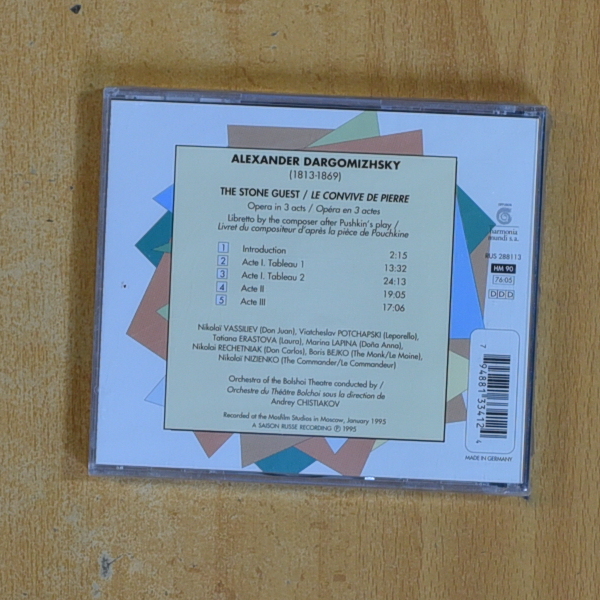 ALEXANDER DARGOMIZHSKY
(1813-1869)
THE STONE GUEST / LE CONVIVE DE PIERRE
Opera in 3 acts / Opéra en 3 actes
Libretto by the composer after Pushkin's play /
Livret du compositeur d'après la pièce de Pouchkine
1 Introduction 2:15
2 Acte I. Tableau 1 13:32
3 Acte I. Tableau 2 24:13
4 Acte II 19:05
5 Acte III 17:06
Nikolaï VASSILIEV (Don Juan), Viatcheslav POTCHAPSKI (Leporello),
Tatiana ERASTOVA (Laura), Marina LAPINA (Doña Anna),
Nikolaï RECHETNIAK (Don Carlos), Boris BEJKO (The Monk/Le Moine),
Nikolaï NIZIENKO (The Commander/Le Commandeur)
Orchestra of the Bolshoi Theatre conducted by /
Orchestre du Théâtre Bolchoï sous la direction de
Andrey CHISTIAKOV
Recorded at the Mosfilm Studios in Moscow, January 1995
A SAISON RUSSE RECORDING ℗ 1995
harmonia
mundi s.a.
RUS 288113
HM 90
76:05
DDD
7 94881 33412 4
MADE IN GERMANY